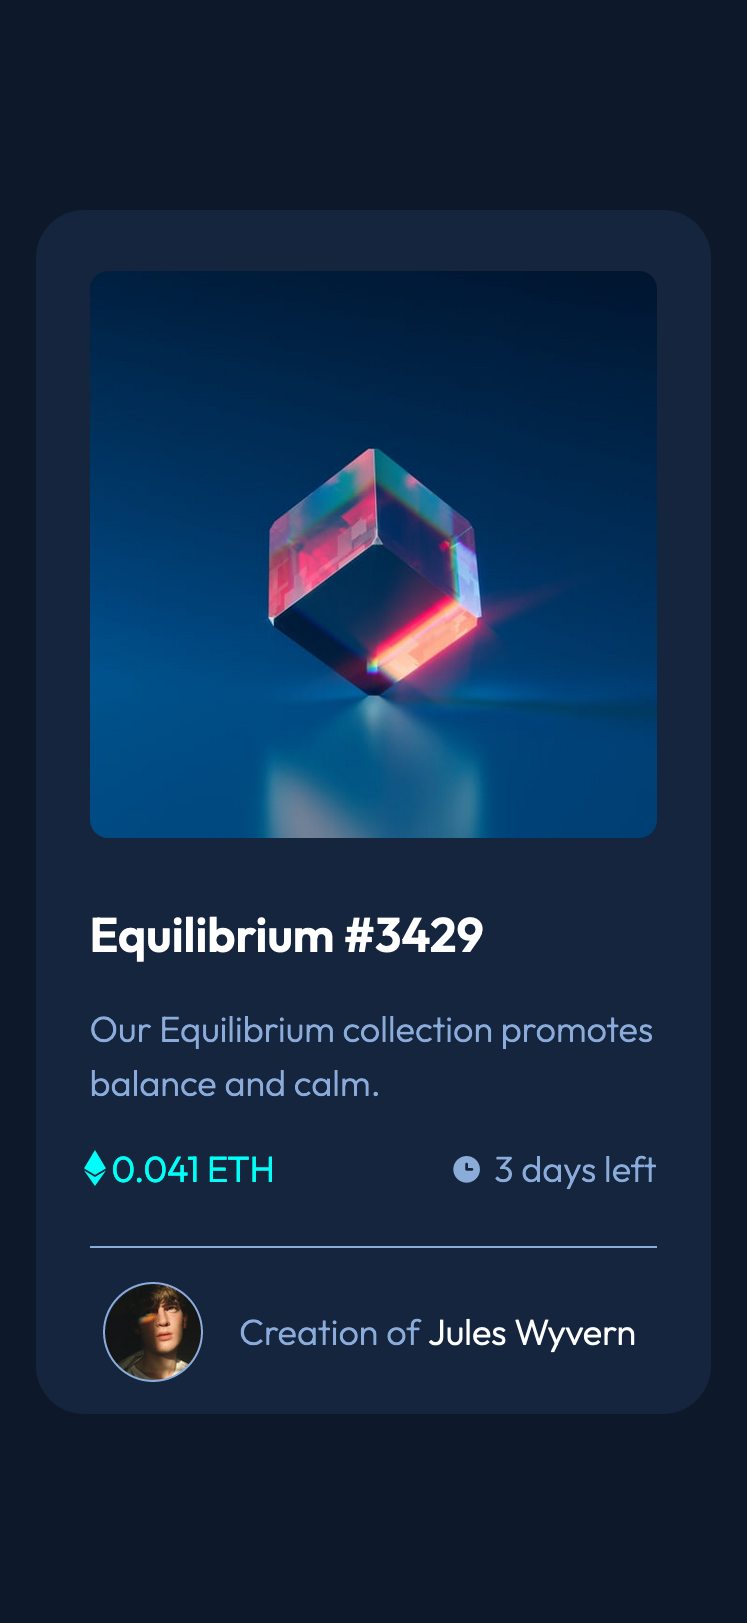 Equilibrium #3429
Our Equilibrium collection promotes
balance and calm.
0.041 ETH
3 days left
Creation of Jules Wyvern